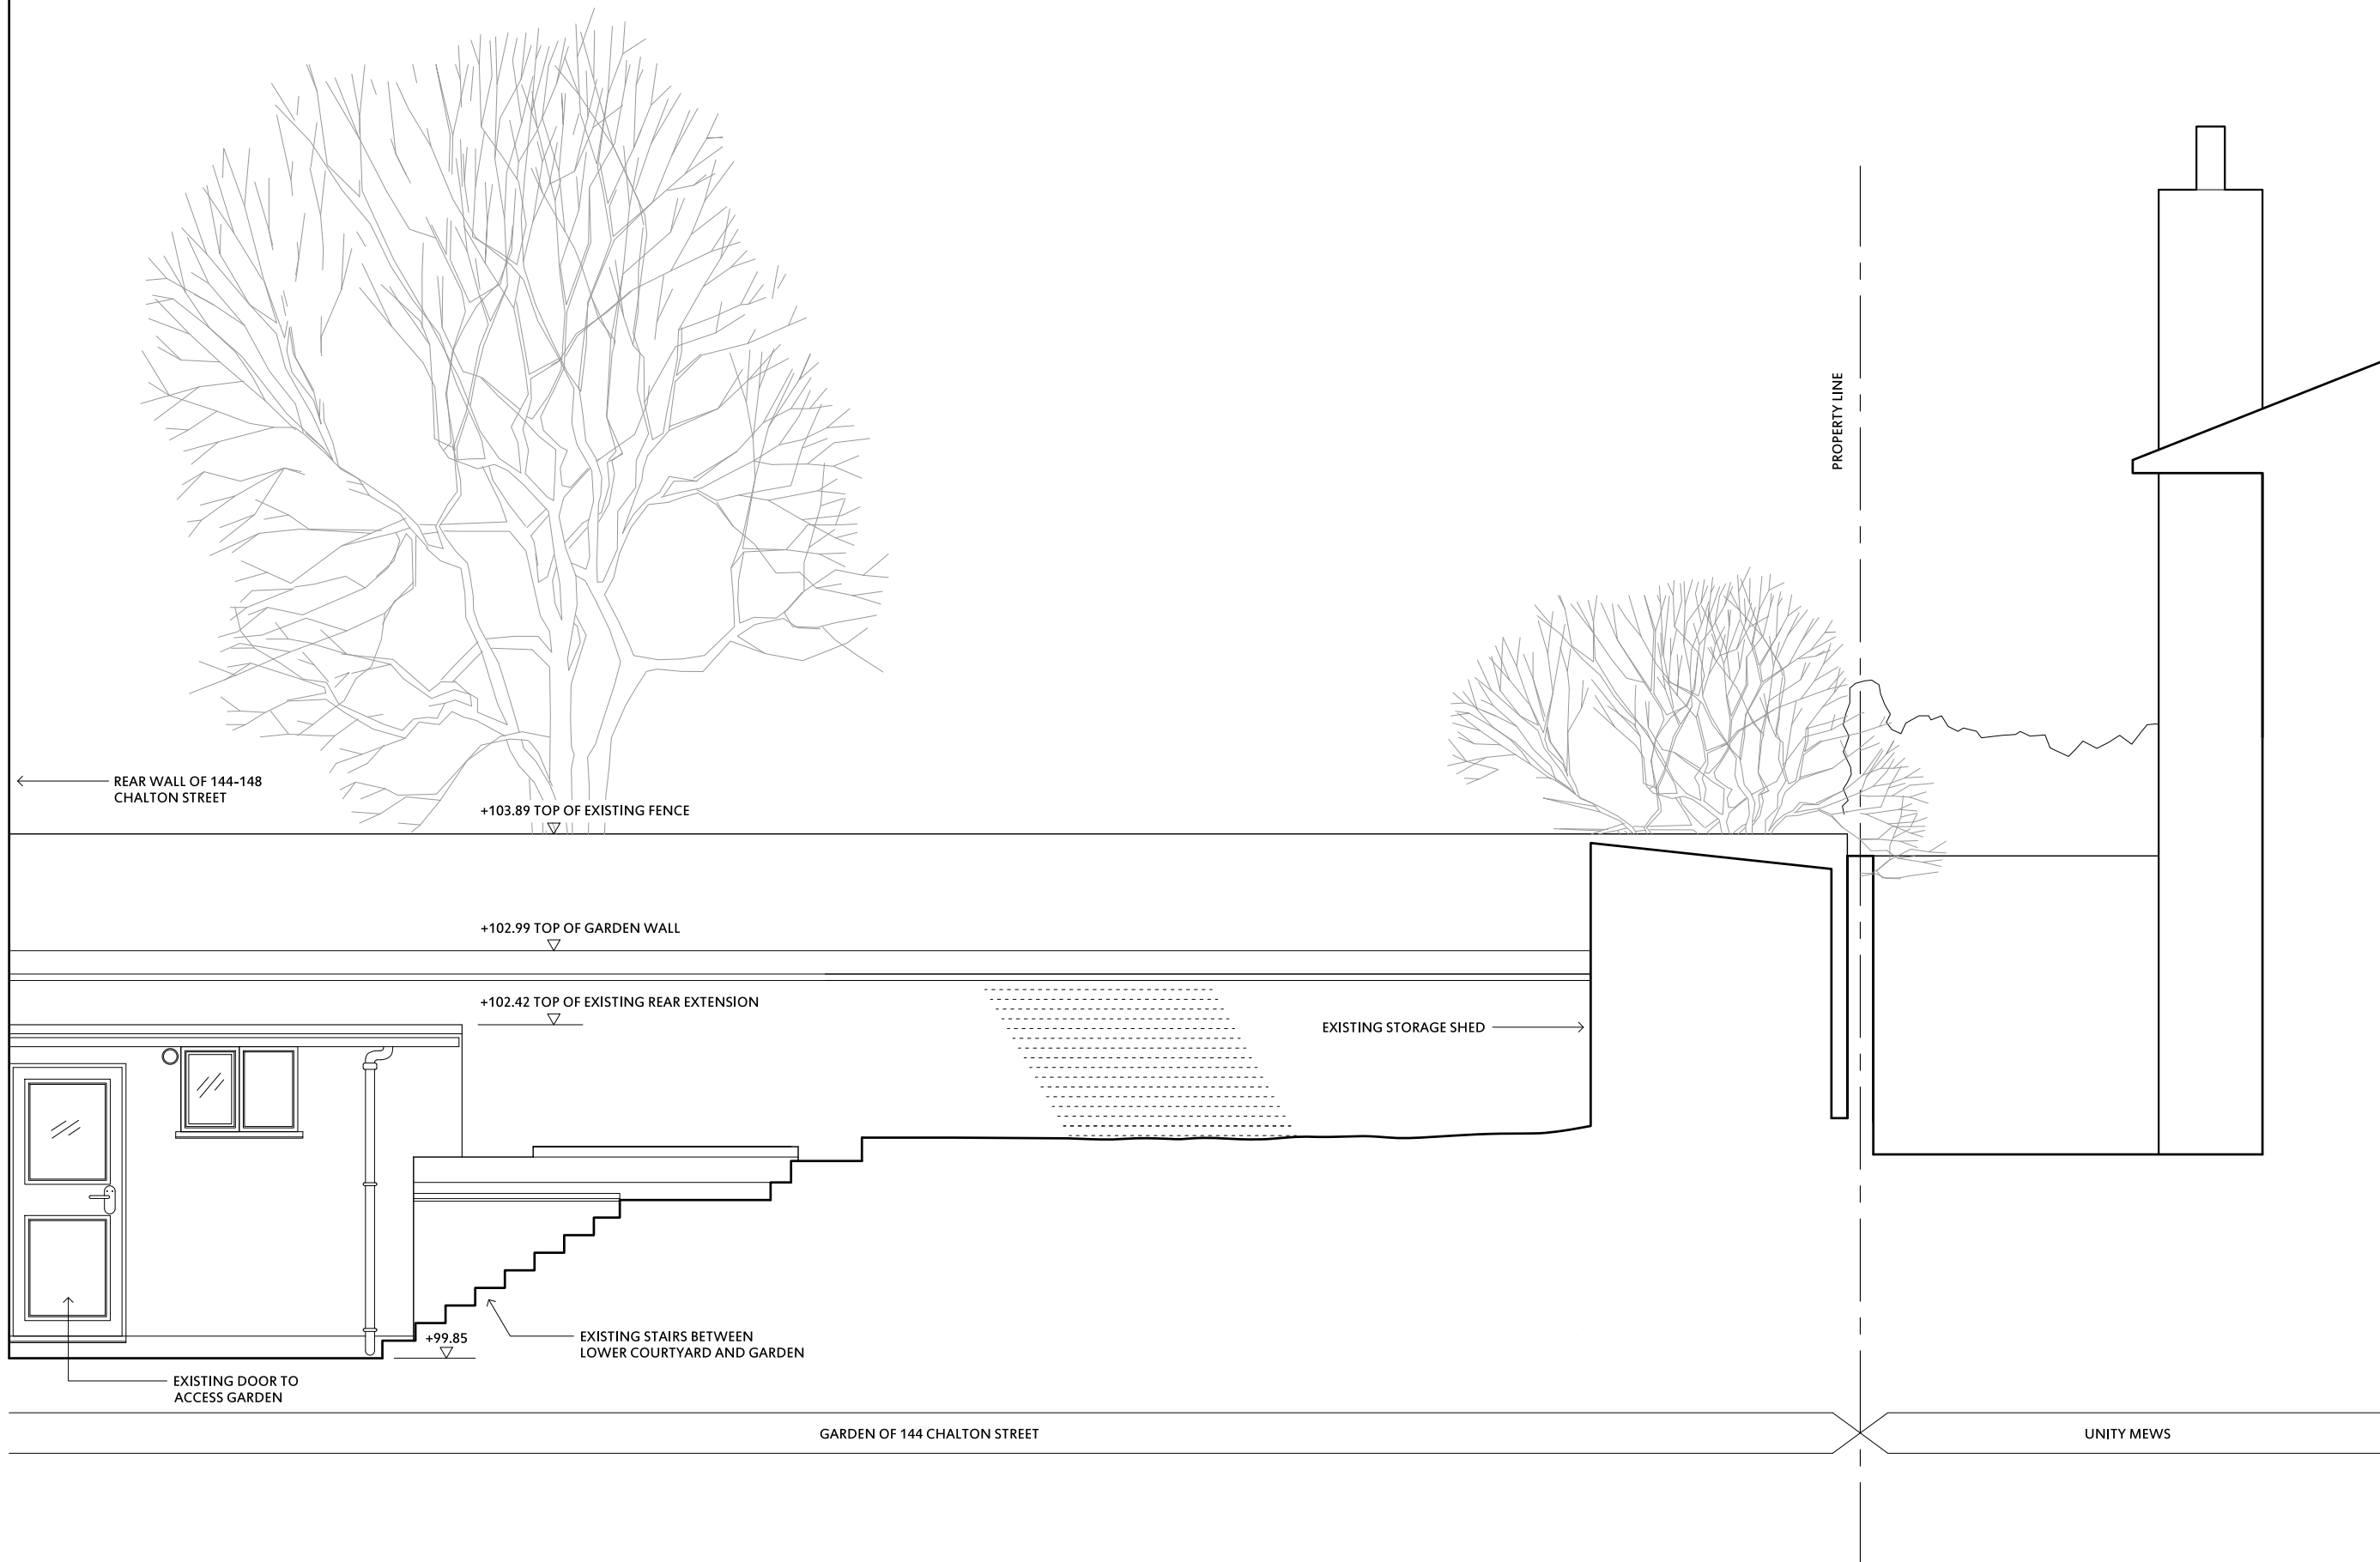 PROPERTY LINE
REAR WALL OF 144-148
CHALTON STREET
+103.89 TOP OF EXISTING FENCE
+102.99 TOP OF GARDEN WALL
+102.42 TOP OF EXISTING REAR EXTENSION
EXISTING STORAGE SHED
+99.85
EXISTING STAIRS BETWEEN
LOWER COURTYARD AND GARDEN
EXISTING DOOR TO
ACCESS GARDEN
GARDEN OF 144 CHALTON STREET
UNITY MEWS